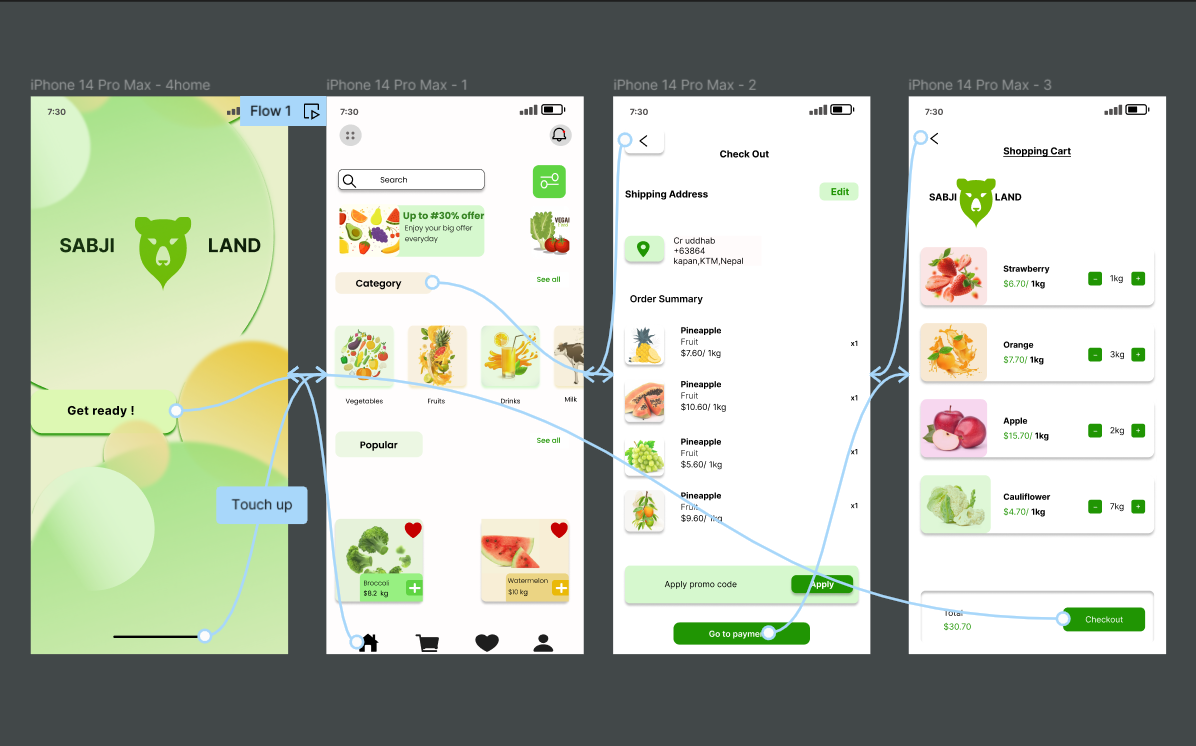 iPhone 14 Pro Max - 4home
7:30
Flow 1
SABJI
LAND
Get ready !
Touch up
iPhone 14 Pro Max - 1
7:30
Search
Up to #30% offer
Enjoy your big offer
everyday
VEGAN
Category
See all
Vegetables
Fruits
Drinks
Milk
Popular
See all
Broccoli
$8.2 kg
Watermelon
$10 kg
iPhone 14 Pro Max - 2
7:30
Check Out
Shipping Address
Edit
Cr uddhab
+63864
kapan,KTM,Nepal
Order Summary
Pineapple
Fruit
$7.60/ 1kg
x1
Pineapple
Fruit
$10.60/ 1kg
x1
Pineapple
Fruit
$5.60/ 1kg
x1
Pineapple
Fruit
$9.60/ 1kg
x1
Apply promo code
Apply
Go to payment
iPhone 14 Pro Max - 3
7:30
Shopping Cart
SABJI
LAND
Strawberry
$6.70/ 1kg
- 1kg +
Orange
$7.70/ 1kg
- 3kg +
Apple
$15.70/ 1kg
- 2kg +
Cauliflower
$4.70/ 1kg
- 7kg +
Total
$30.70
Checkout